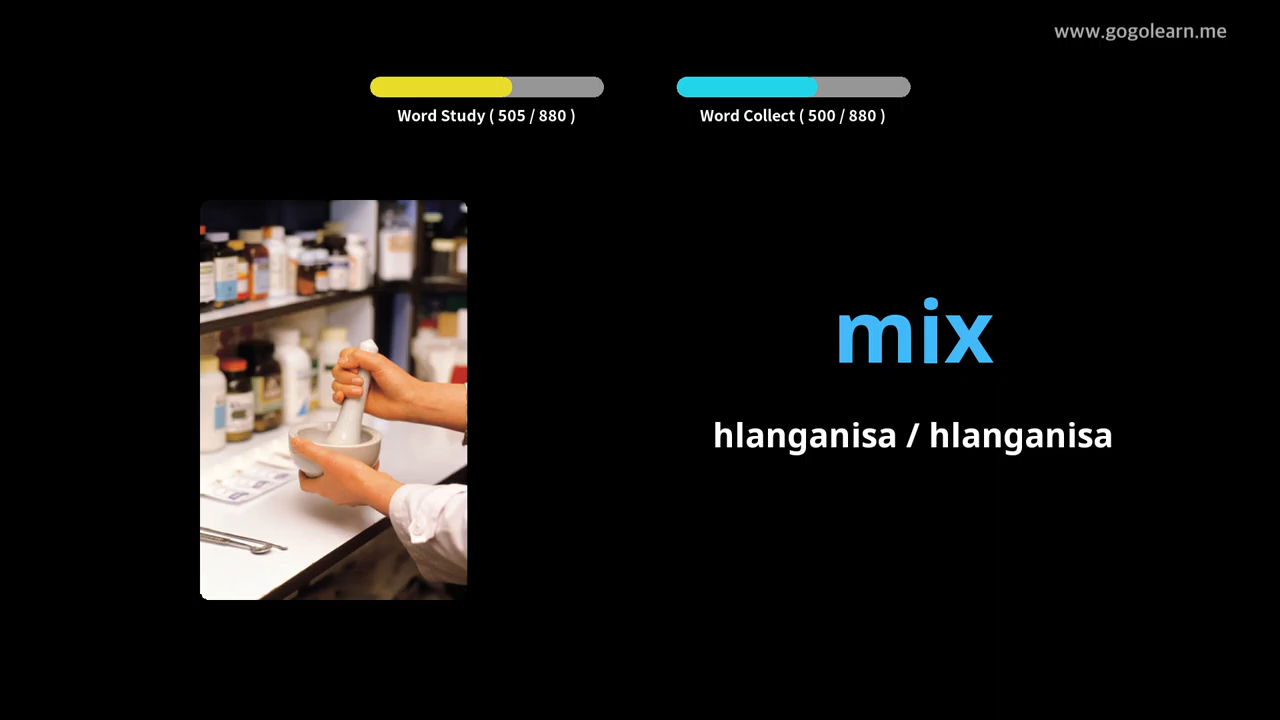 www.gogolearn.me
Word Study ( 505 / 880 )
Word Collect ( 500 / 880 )
mix
hlanganisa / hlanganisa